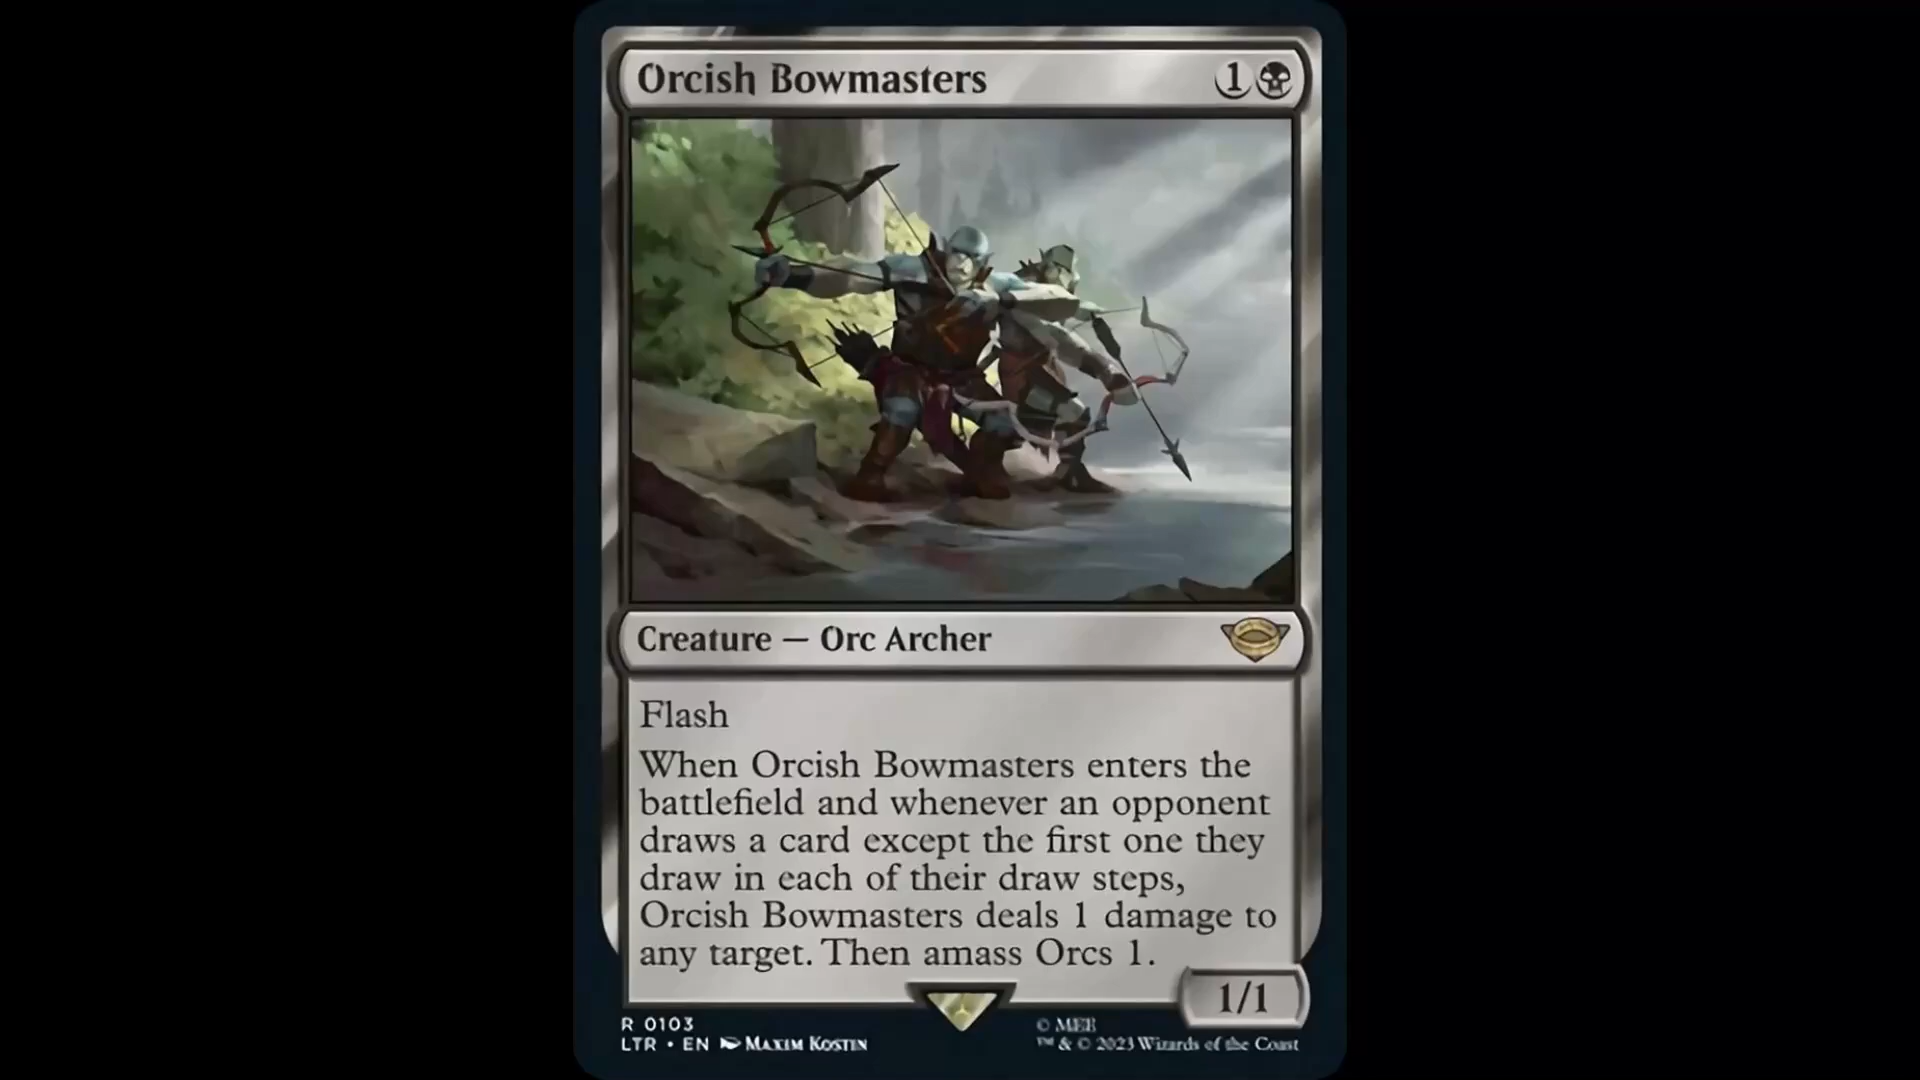 Orcish Bowmasters 1
Creature — Orc Archer
Flash
When Orcish Bowmasters enters the
battlefield and whenever an opponent
draws a card except the first one they
draw in each of their draw steps,
Orcish Bowmasters deals 1 damage to
any target. Then amass Orcs 1.
1/1
R 0103
LTR • EN Maxim Kostin
© MEE
™ & © 2023 Wizards of the Coast